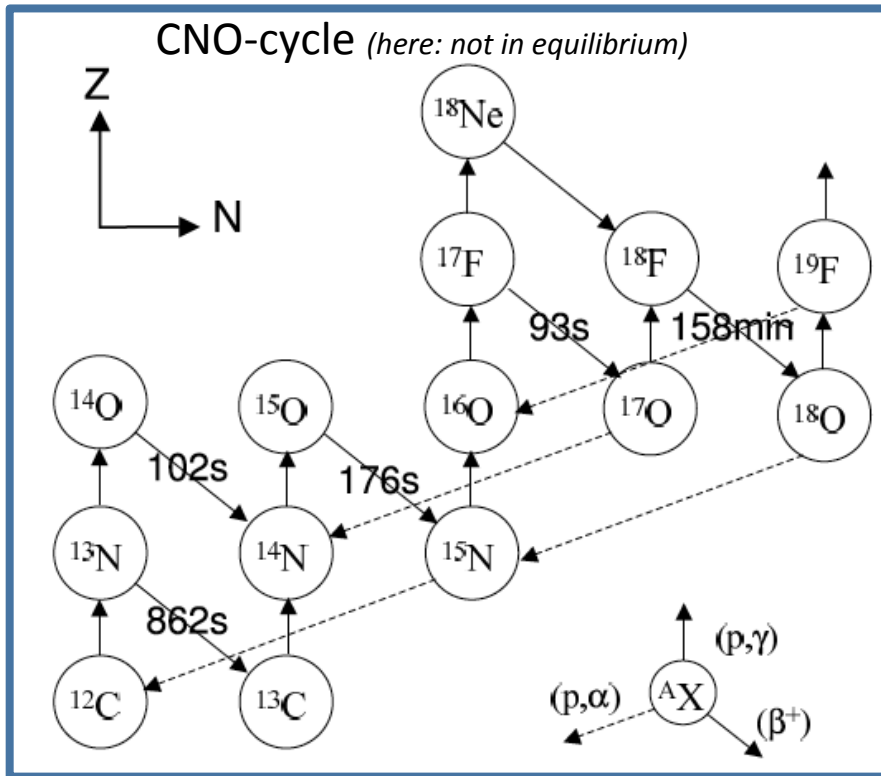 CNO-cycle (here: not in equilibrium)
Z
¹⁸Ne
N
¹⁷F
¹⁸F
¹⁹F
93s
158min
¹⁴O
¹⁵O
¹⁶O
¹⁷O
¹⁸O
102s
176s
¹³N
¹⁴N
¹⁵N
862s
(p,γ)
¹²C
¹³C
(p,α)
ᴬX
(β⁺)